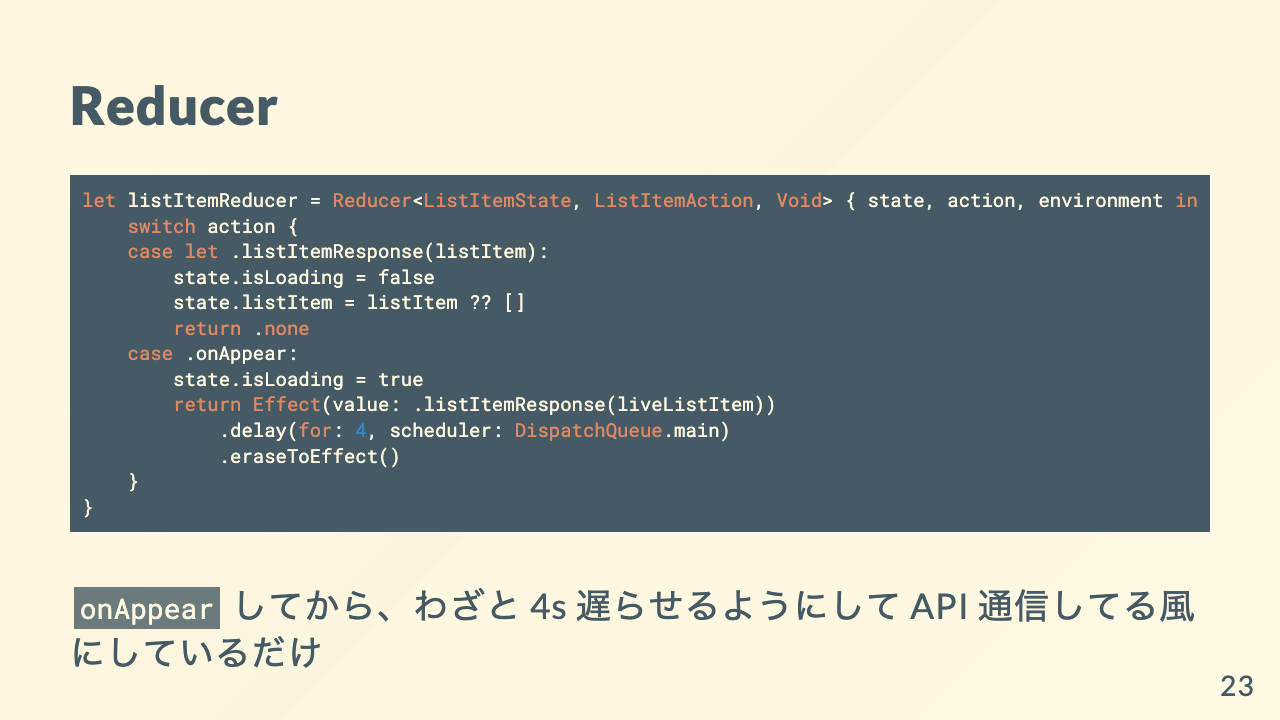 Reducer
let listItemReducer = Reducer<ListItemState, ListItemAction, Void> { state, action, environment in
    switch action {
    case let .listItemResponse(listItem):
        state.isLoading = false
        state.listItem = listItem ?? []
        return .none
    case .onAppear:
        state.isLoading = true
        return Effect(value: .listItemResponse(liveListItem))
            .delay(for: 4, scheduler: DispatchQueue.main)
            .eraseToEffect()
    }
}
onAppear してから、わざと 4s 遅らせるようにして API 通信してる風
にしているだけ
23